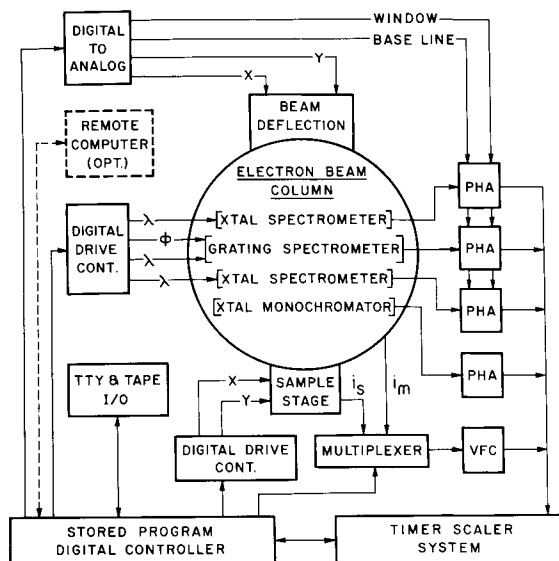 DIGITAL
TO
ANALOG
WINDOW
BASE LINE
X
Y
BEAM
DEFLECTION
REMOTE
COMPUTER
(OPT.)
ELECTRON BEAM
COLUMN
PHA
DIGITAL
DRIVE
CONT.
λ
ϕ
λ
λ
[XTAL SPECTROMETER]
[GRATING SPECTROMETER]
[XTAL SPECTROMETER]
[XTAL MONOCHROMATOR]
PHA
PHA
PHA
TTY & TAPE
I/O
X
Y
SAMPLE
STAGE
is
im
DIGITAL DRIVE
CONT.
MULTIPLEXER
VFC
STORED PROGRAM
DIGITAL CONTROLLER
TIMER SCALER
SYSTEM